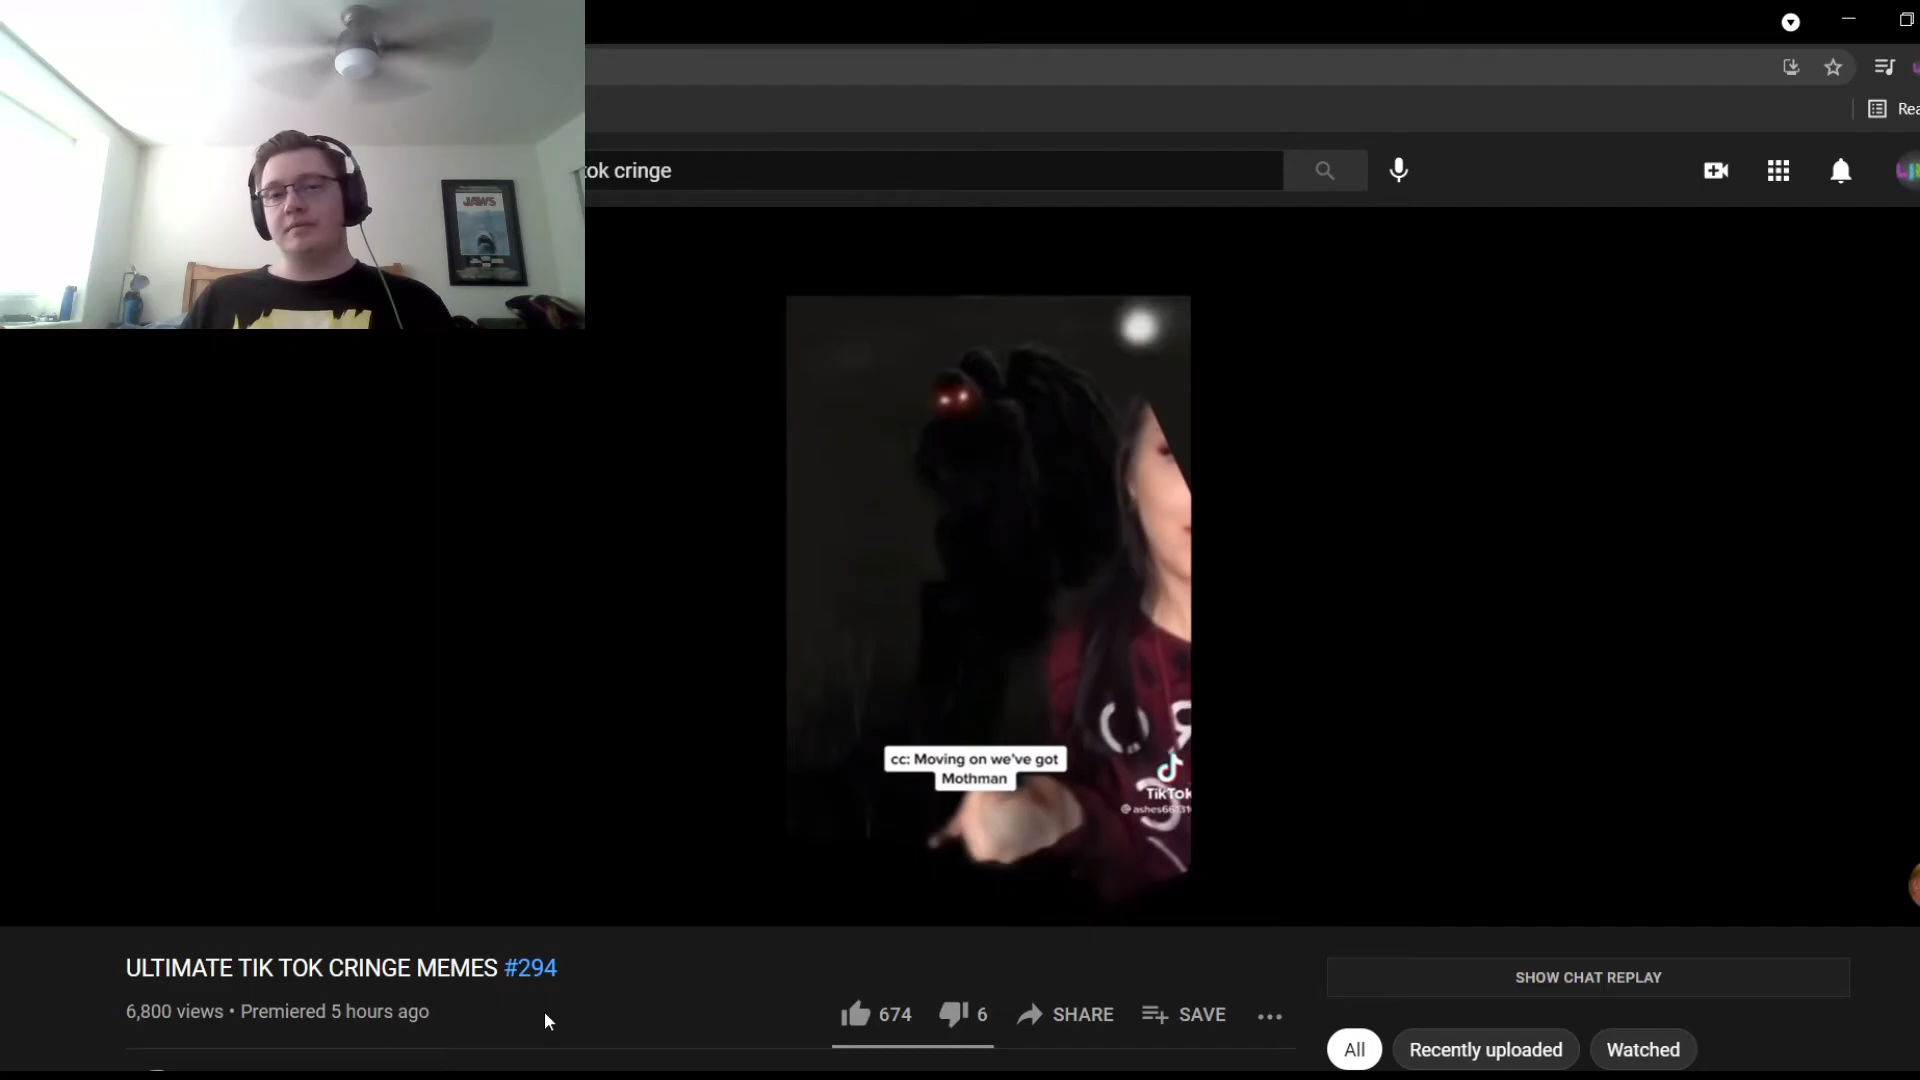 JAWS
tok cringe
Rea
cc: Moving on we've got
Mothman
TikTok
ULTIMATE TIK TOK CRINGE MEMES #294
6,800 views • Premiered 5 hours ago
674
6
SHARE
SAVE
SHOW CHAT REPLAY
All
Recently uploaded
Watched